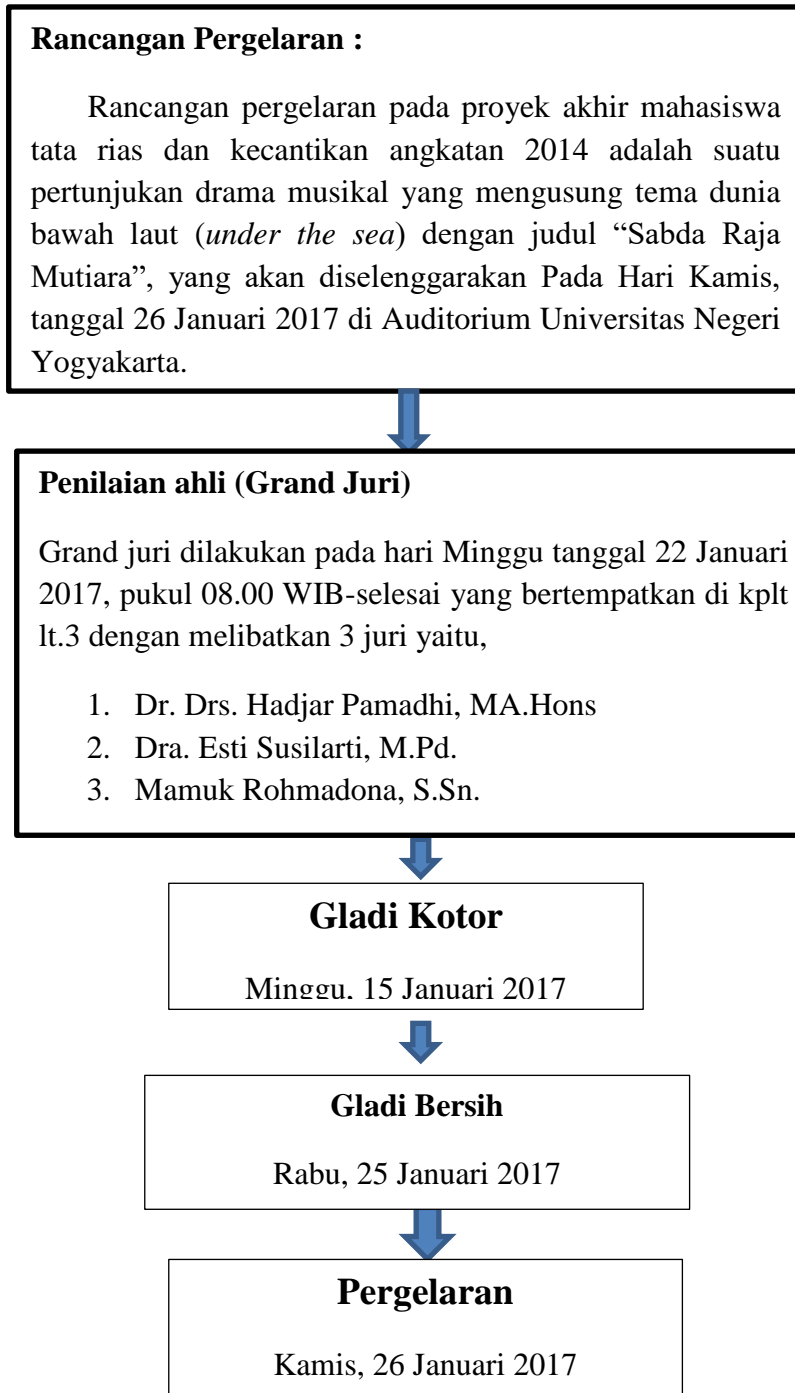 Rancangan Pergelaran :
Rancangan pergelaran pada proyek akhir mahasiswa
tata rias dan kecantikan angkatan 2014 adalah suatu
pertunjukan drama musikal yang mengusung tema dunia
bawah laut (under the sea) dengan judul “Sabda Raja
Mutiara”, yang akan diselenggarakan Pada Hari Kamis,
tanggal 26 Januari 2017 di Auditorium Universitas Negeri
Yogyakarta.
Penilaian ahli (Grand Juri)
Grand juri dilakukan pada hari Minggu tanggal 22 Januari
2017, pukul 08.00 WIB-selesai yang bertempatkan di kplt
lt.3 dengan melibatkan 3 juri yaitu,
1. Dr. Drs. Hadjar Pamadhi, MA.Hons
2. Dra. Esti Susilarti, M.Pd.
3. Mamuk Rohmadona, S.Sn.
Gladi Kotor
Minggu, 15 Januari 2017
Gladi Bersih
Rabu, 25 Januari 2017
Pergelaran
Kamis, 26 Januari 2017